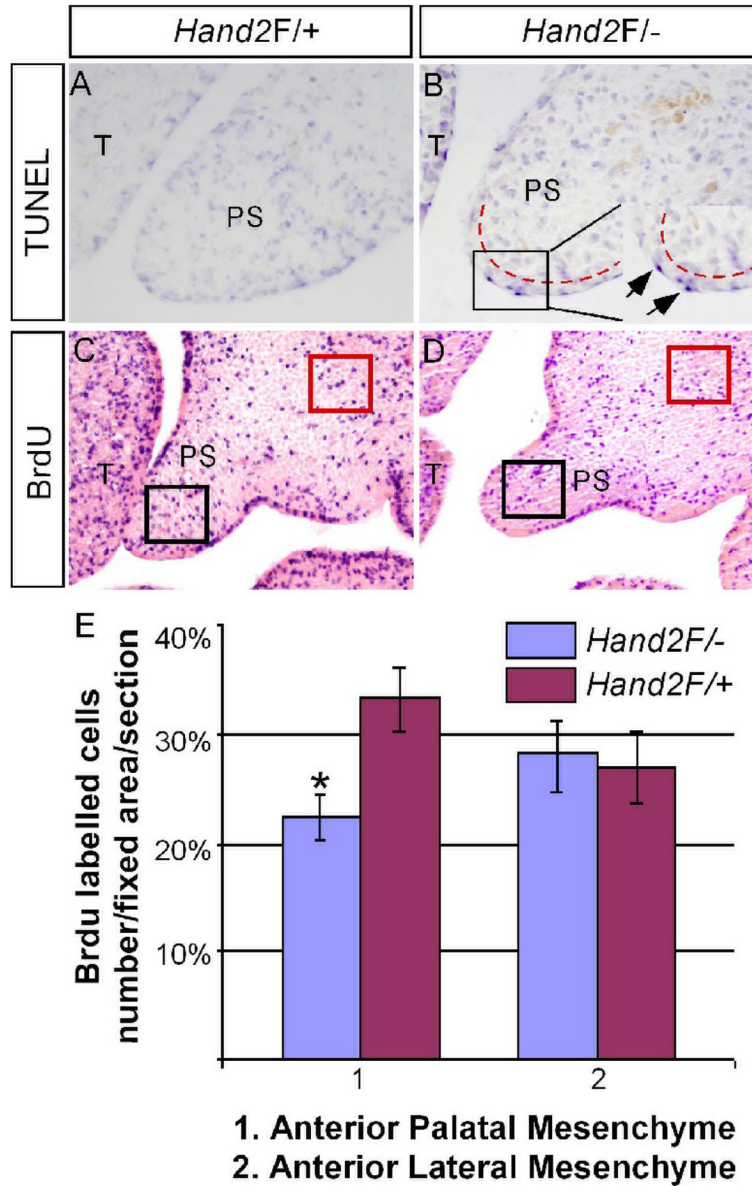 Hand2F/+
Hand2F/-
TUNEL
A
T
PS
B
T
PS
BrdU
C
T
PS
D
T
PS
E
Brdu labelled cells
number/fixed area/section
40%
30%
20%
10%
*
Hand2F/-
Hand2F/+
1
2
1. Anterior Palatal Mesenchyme
2. Anterior Lateral Mesenchyme